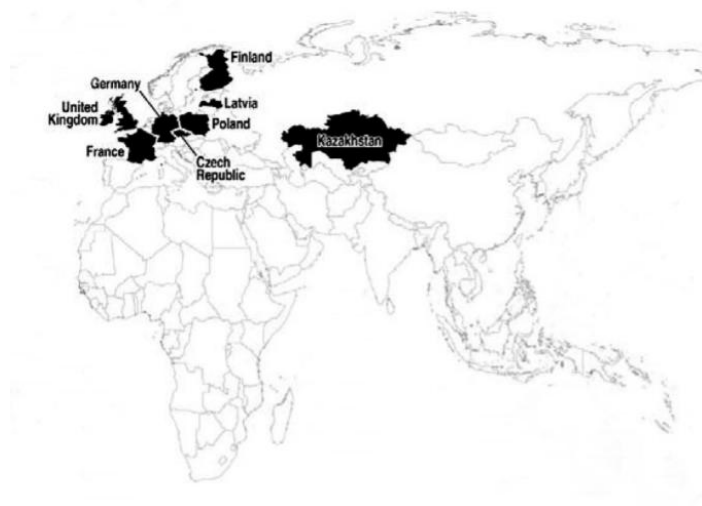 Finland
Germany
Latvia
United
Kingdom
Poland
Kazakhstan
France
Czech
Republic